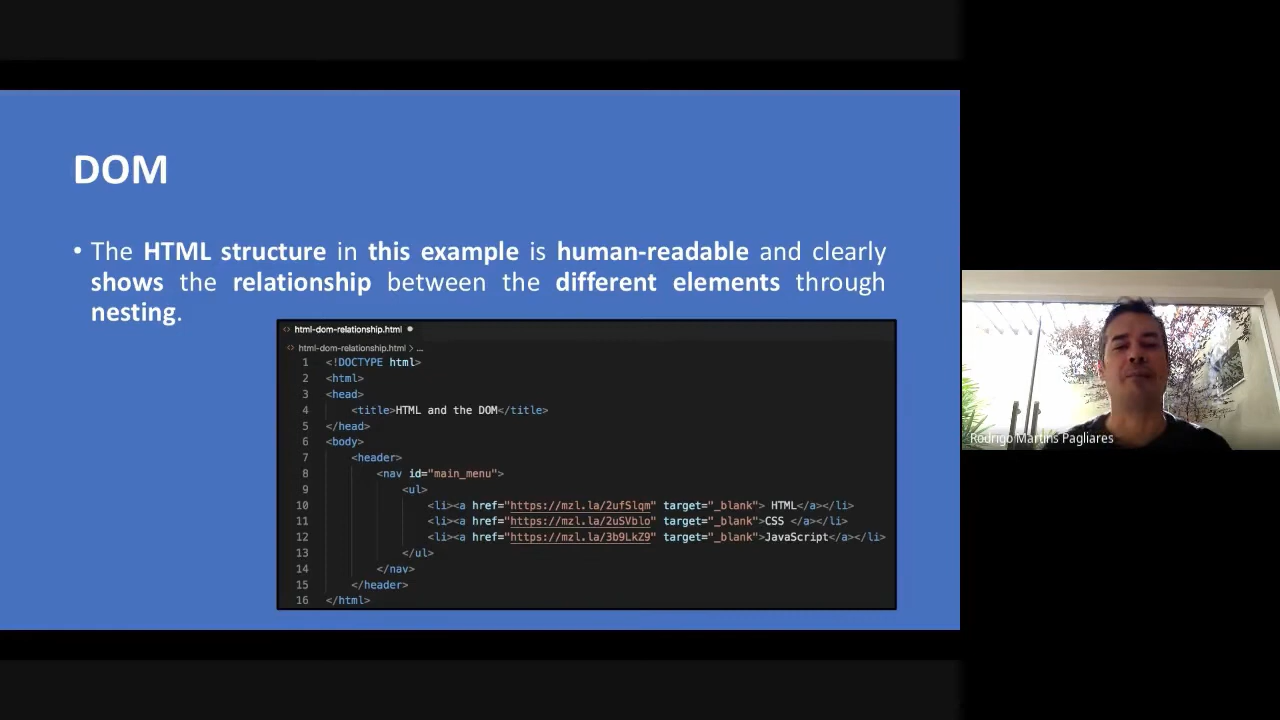 DOM
• The HTML structure in this example is human-readable and clearly
shows the relationship between the different elements through
nesting.
html-dom-relationship.html
html-dom-relationship.html > ...
1 <!DOCTYPE html>
2 <html>
3 <head>
4 <title>HTML and the DOM</title>
5 </head>
6 <body>
7 <header>
8 <nav id="main_menu">
9 <ul>
10 <li><a href="https://mzl.la/2ufSlqm" target="_blank"> HTML</a></li>
11 <li><a href="https://mzl.la/2uSVblo" target="_blank">CSS </a></li>
12 <li><a href="https://mzl.la/3b9LkZ9" target="_blank">JavaScript</a></li>
13 </ul>
14 </nav>
15 </header>
16 </html>
Rodrigo Martins Pagliares